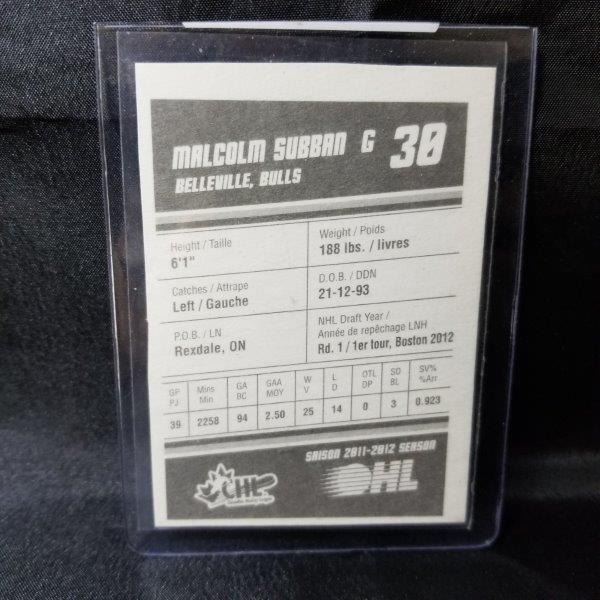 MALCOLM SUBBAN G 30
BELLEVILLE, BULLS
Height / Taille
6'1"
Weight / Poids
188 lbs. / livres
Catches / Attrape
Left / Gauche
D.O.B. / DDN
21-12-93
P.O.B. / LN
Rexdale, ON
NHL Draft Year /
Année de repêchage LNH
Rd. 1 / 1er tour, Boston 2012
GP Mins GA GAA W L OTL SO SV%
PJ Min BC MOY V D DP BL %Arr
39 2258 94 2.50 25 14 0 3 0.923
SAISON 2011-2012 SEASON
CHL
OHL